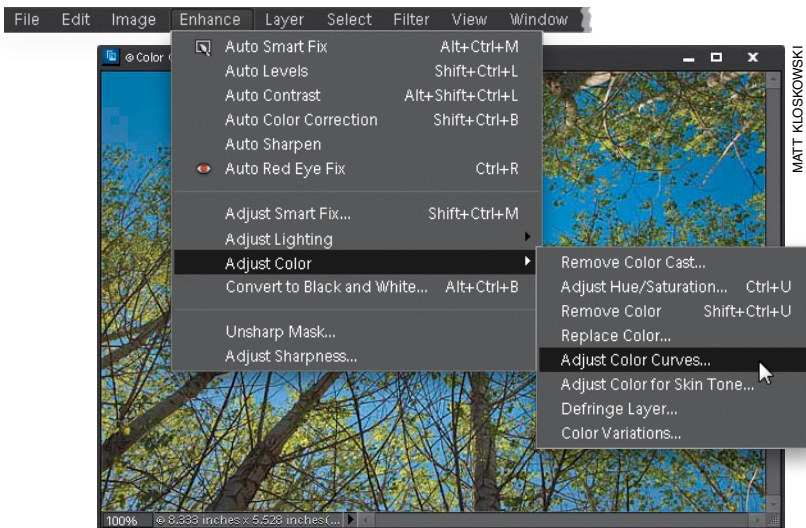 File Edit Image Enhance Layer Select Filter View Window
© Color
Auto Smart Fix Alt+Ctrl+M
Auto Levels Shift+Ctrl+L
Auto Contrast Alt+Shift+Ctrl+L
Auto Color Correction Shift+Ctrl+B
Auto Sharpen
Auto Red Eye Fix Ctrl+R
Adjust Smart Fix... Shift+Ctrl+M
Adjust Lighting
Adjust Color
Convert to Black and White... Alt+Ctrl+B
Unsharp Mask...
Adjust Sharpness...
Remove Color Cast...
Adjust Hue/Saturation... Ctrl+U
Remove Color Shift+Ctrl+U
Replace Color...
Adjust Color Curves...
Adjust Color for Skin Tone...
Defringe Layer...
Color Variations...
100% © 8.333 inches x 5.528 inches (...
MATT KLOSKOWSKI